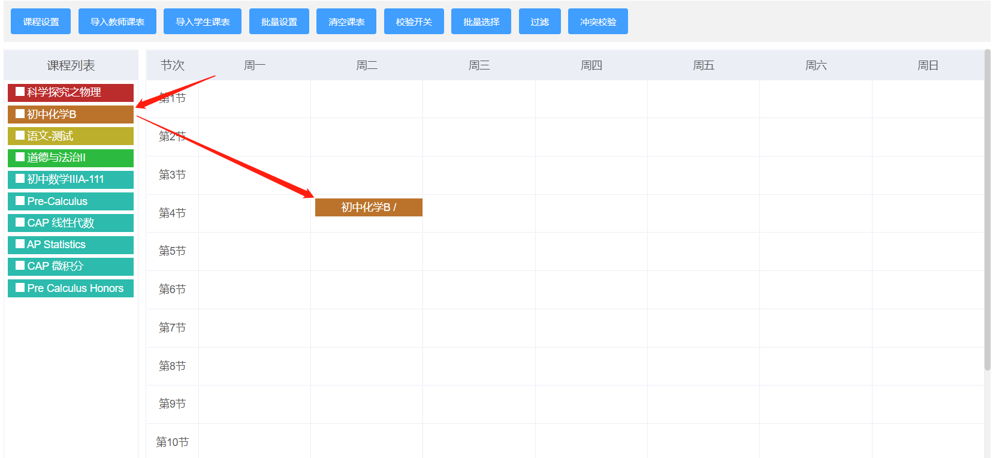 课程设置 导入教师课表 导入学生课表 批量设置 清空课表 校验开关 批量选择 过滤 冲突校验
课程列表 节次 周一 周二 周三 周四 周五 周六 周日
科学探究之物理
初中化学B
语文-测试
道德与法治II
初中数学IIIA-111
Pre-Calculus
CAP 线性代数
AP Statistics
CAP 微积分
Pre Calculus Honors
第1节
第2节
第3节
第4节 初中化学B /
第5节
第6节
第7节
第8节
第9节
第10节